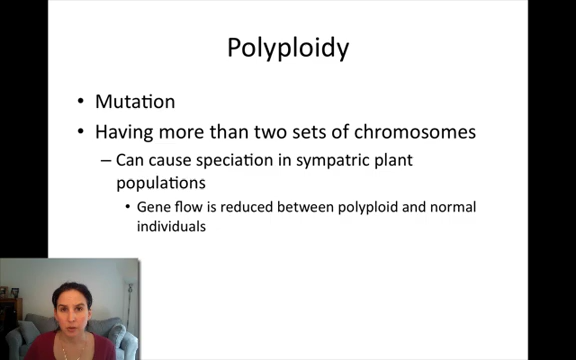 Polyploidy
• Mutation
• Having more than two sets of chromosomes
– Can cause speciation in sympatric plant
populations
• Gene flow is reduced between polyploid and normal
individuals